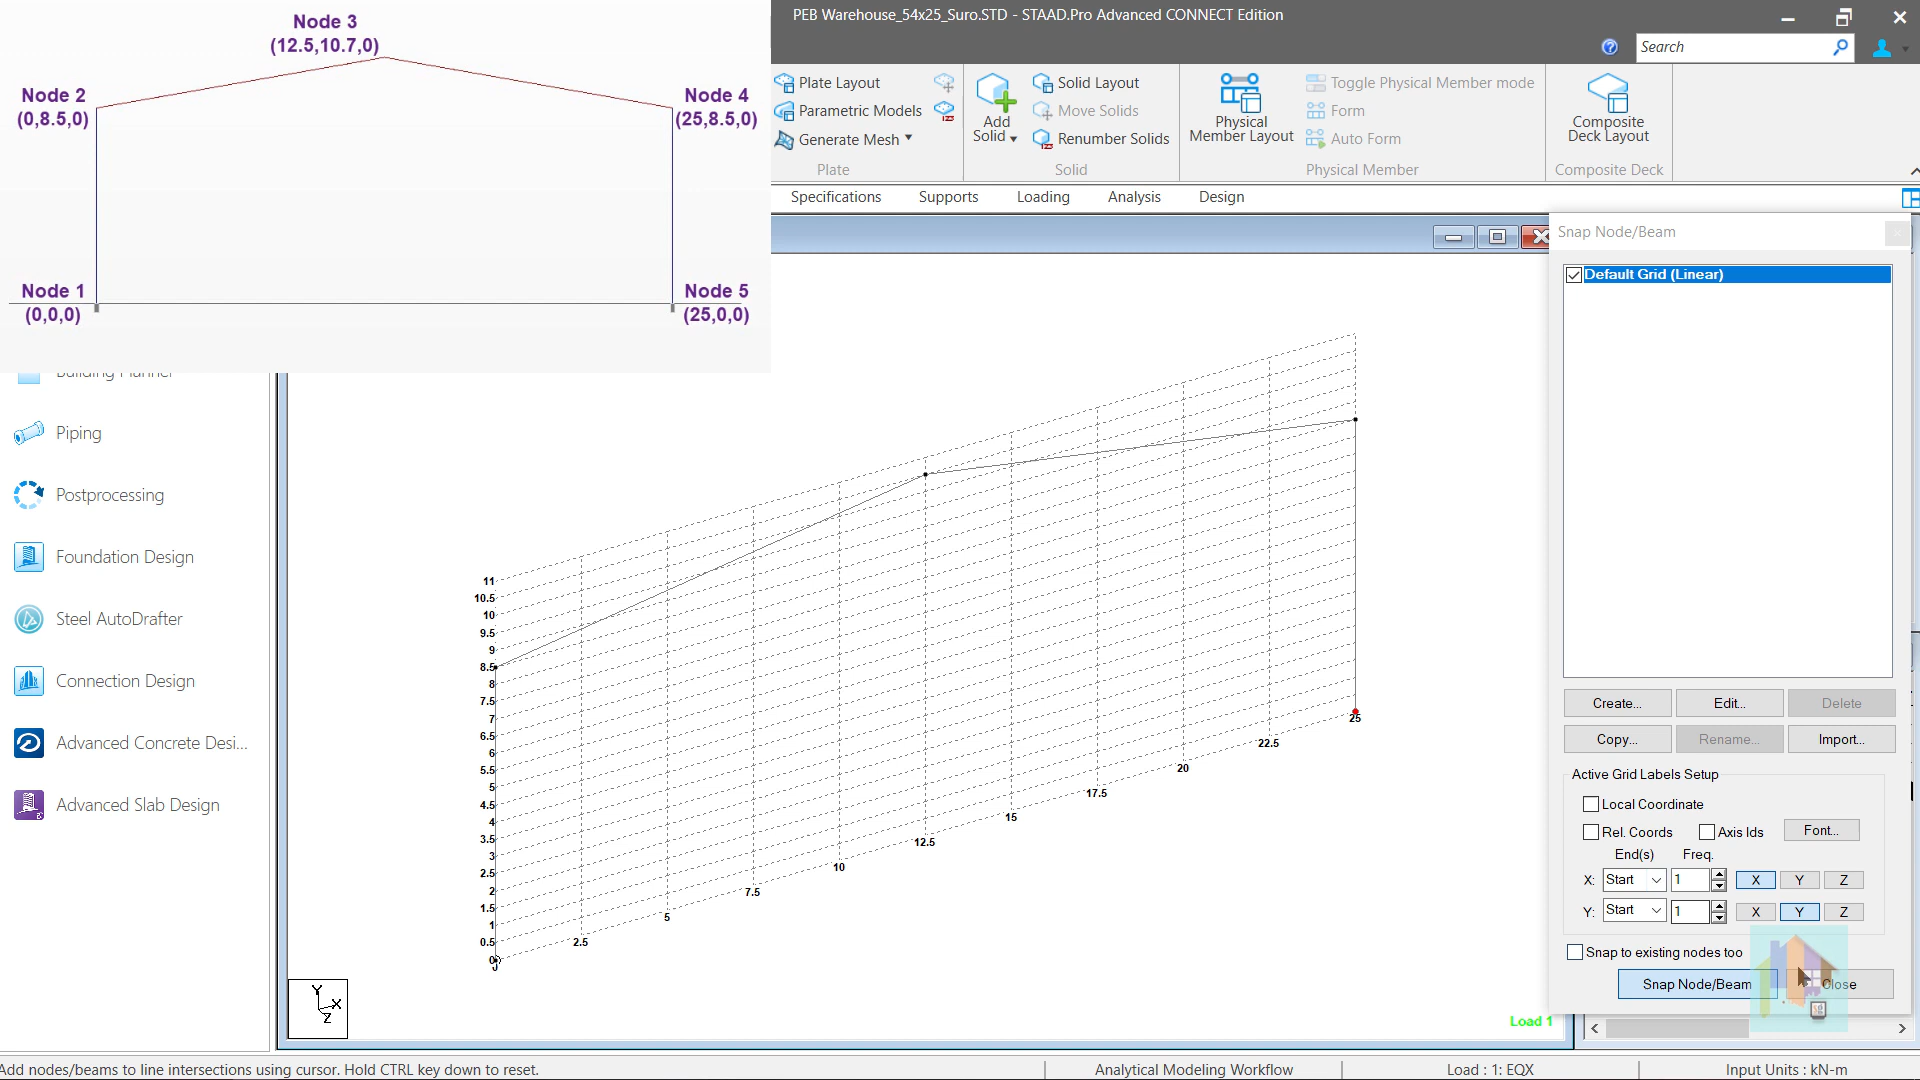 Node 3
(12.5,10.7,0)
Node 2
(0,8.5,0)
Node 4
(25,8.5,0)
Node 1
(0,0,0)
Node 5
(25,0,0)
PEB Warehouse_54x25_Suro.STD - STAAD.Pro Advanced CONNECT Edition
Search
Plate Layout
Parametric Models
Generate Mesh
Plate
Add
Solid
Solid Layout
Move Solids
Renumber Solids
Solid
Physical
Member Layout
Toggle Physical Member mode
Form
Auto Form
Physical Member
Composite
Deck Layout
Composite Deck
Specifications
Supports
Loading
Analysis
Design
Building Planner
Piping
Postprocessing
Foundation Design
Steel AutoDrafter
Connection Design
Advanced Concrete Desi...
Advanced Slab Design
11
10.5
10
9.5
9
8.5
8
7.5
7
6.5
6
5.5
5
4.5
4
3.5
3
2.5
2
1.5
1
0.5
0
2.5
5
7.5
10
12.5
15
17.5
20
22.5
25
Y
X
Z
Load 1
Snap Node/Beam
Default Grid (Linear)
Create...
Edit...
Delete
Copy...
Rename...
Import...
Active Grid Labels Setup
Local Coordinate
Rel. Coords
Axis Ids
Font...
End(s)
Freq.
X: Start 1 X Y Z
Y: Start 1 X Y Z
Snap to existing nodes too
Snap Node/Beam
Close
Add nodes/beams to line intersections using cursor. Hold CTRL key down to reset.
Analytical Modeling Workflow
Load : 1: EQX
Input Units : kN-m